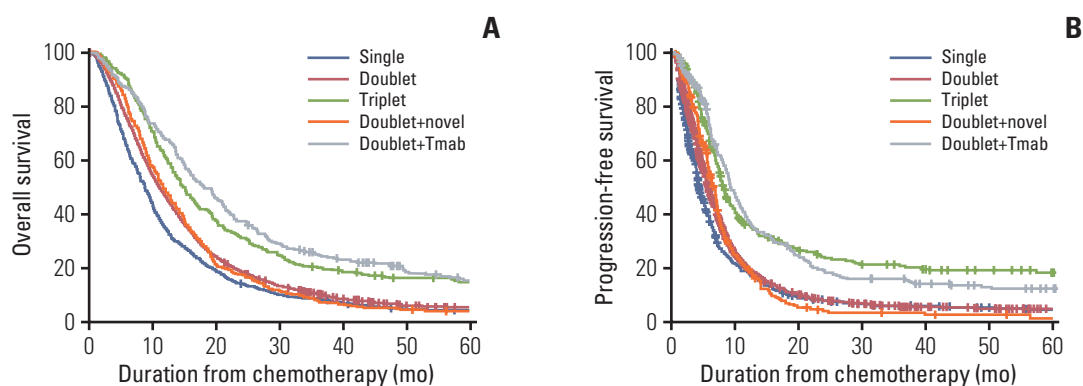 A
Single
Doublet
Triplet
Doublet+novel
Doublet+Tmab
Overall survival
100
80
60
40
20
0
0 10 20 30 40 50 60
Duration from chemotherapy (mo)
B
Single
Doublet
Triplet
Doublet+novel
Doublet+Tmab
Progression-free survival
100
80
60
40
20
0
0 10 20 30 40 50 60
Duration from chemotherapy (mo)